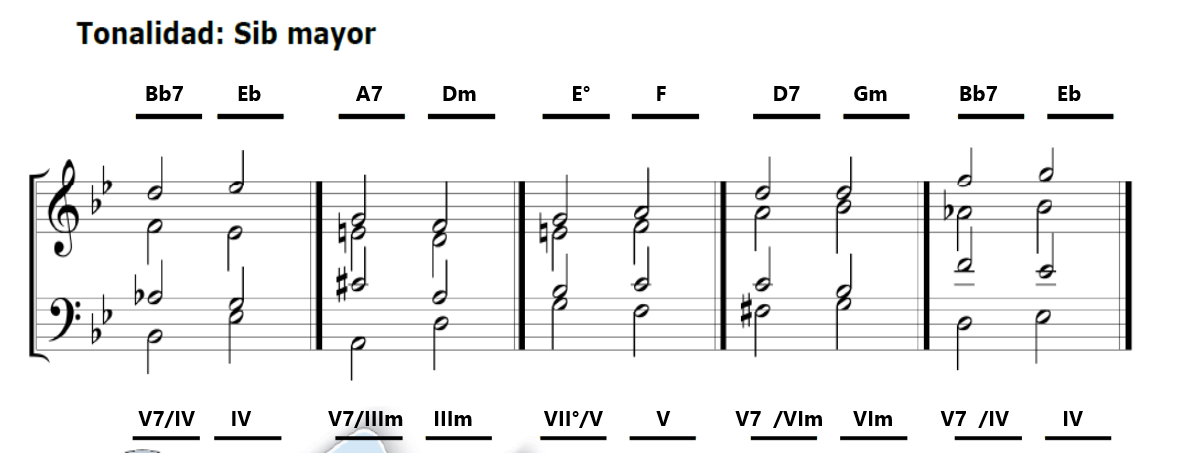 Tonalidad: Sib mayor
Bb7 Eb A7 Dm E° F D7 Gm Bb7 Eb
V7/IV IV V7/IIIm IIIm VII°/V V V7 /VIm VIm V7 /IV IV